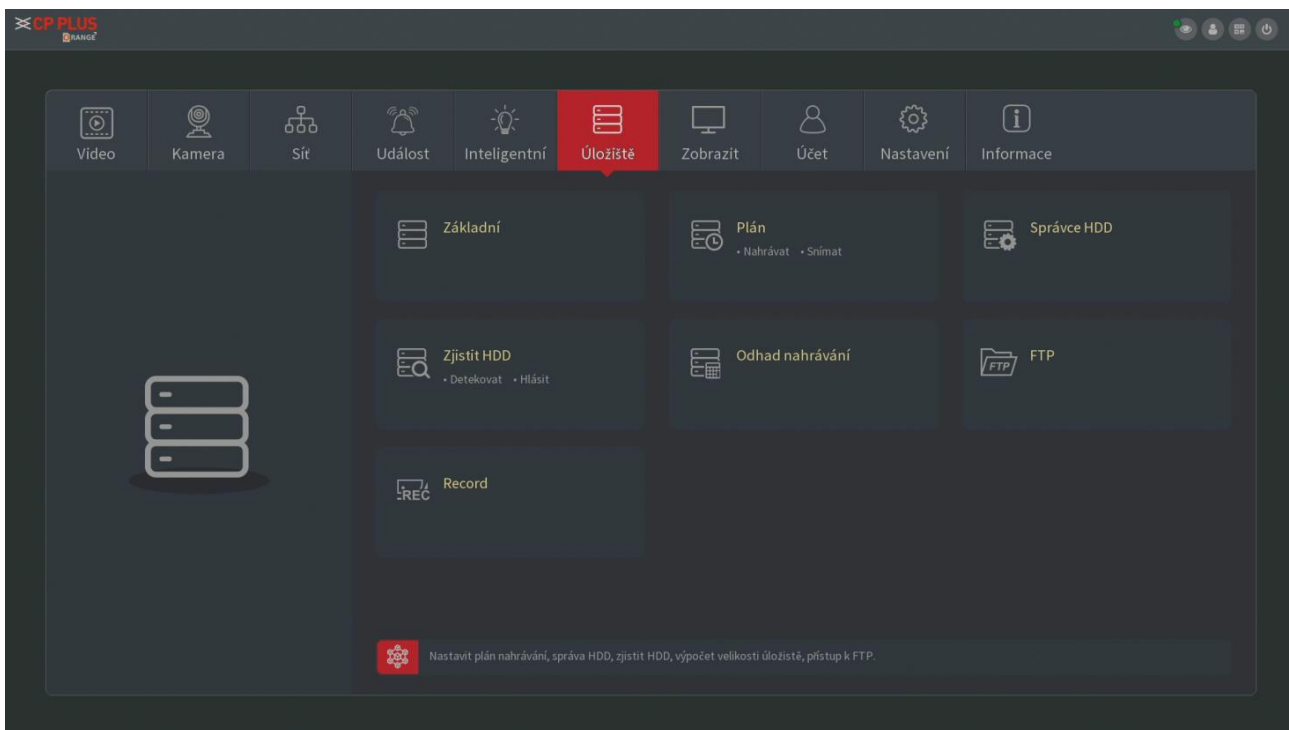 CP PLUS
ORANGE
Video Kamera Síť Událost Inteligentní Úložiště Zobrazit Účet Nastavení Informace
Základní
Plán
• Nahrávat • Snímat
Správce HDD
Zjistit HDD
• Detekovat • Hlásit
Odhad nahrávání
FTP
FTP
REC
Record
Nastavit plán nahrávání, správa HDD, zjistit HDD, výpočet velikosti úložiště, přístup k FTP.